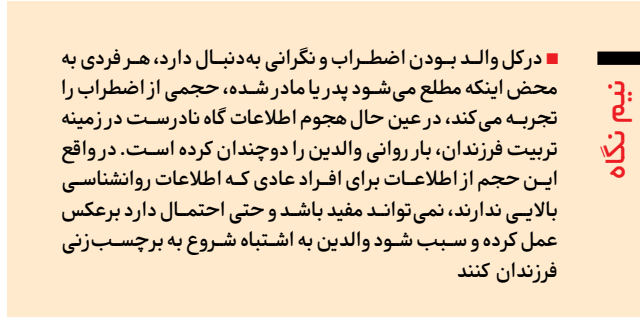 نیم نگاه
درکل والد بودن اضطراب و نگرانی به‌دنبال دارد، هر فردی به
محض اینکه مطلع می‌شود پدر یا مادر شده، حجمی از اضطراب را
تجربه می‌کند، در عین حال هجوم اطلاعات گاه نادرست در زمینه
تربیت فرزندان، بار روانی والدین را دوچندان کرده است. در واقع
این حجم از اطلاعات برای افراد عادی که اطلاعات روانشناسی
بالایی ندارند، نمی‌تواند مفید باشد و حتی احتمال دارد برعکس
عمل کرده و سبب شود والدین به اشتباه شروع به برچسب‌زنی
فرزندان کنند